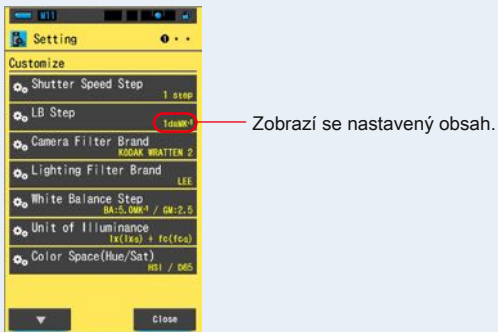 M11
Setting
Customize
Shutter Speed Step
1 step
LB Step
1daMK-1
Zobrazí se nastavený obsah.
Camera Filter Brand
KODAK WRATTEN 2
Lighting Filter Brand
LEE
White Balance Step
BA:5.0MK-1 / GM:2.5
Unit of Illuminance
lx(lxs) + fc(fcs)
Color Space(Hue/Sat)
HSI / D65
Close